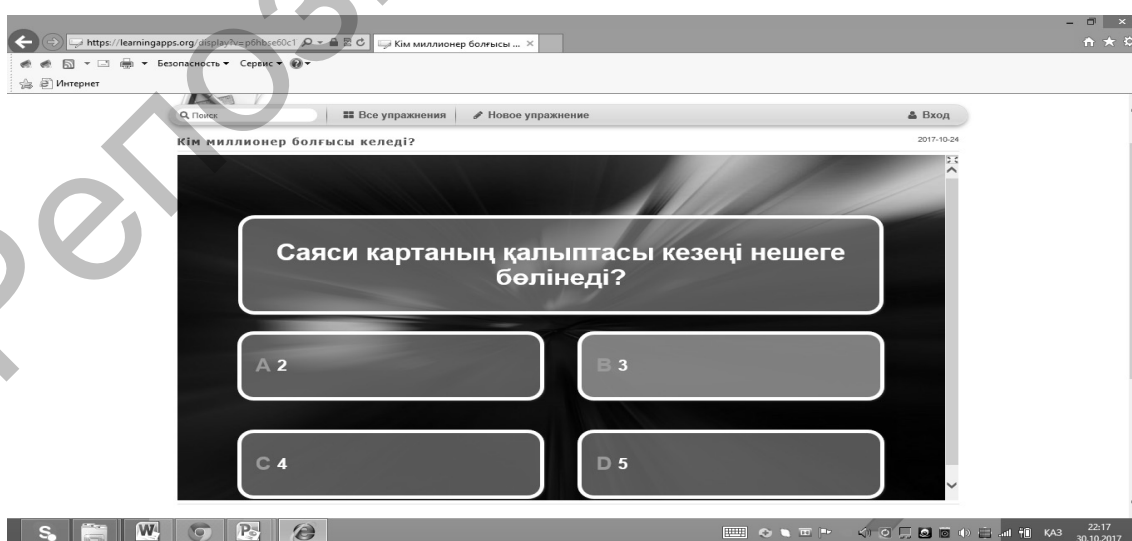 https://learningapps.org/display?v=p6hbse60c1
Кім миллионер болғысы ... ×
Безопасность Сервис
Интернет
Поиск
Все упражнения
Новое упражнение
Вход
Кім миллионер болғысы келеді?
2017-10-24
Саяси картаның қалыптасы кезеңі нешеге
бөлінеді?
A 2
B 3
C 4
D 5
ҚАЗ
22:17
30.10.2017